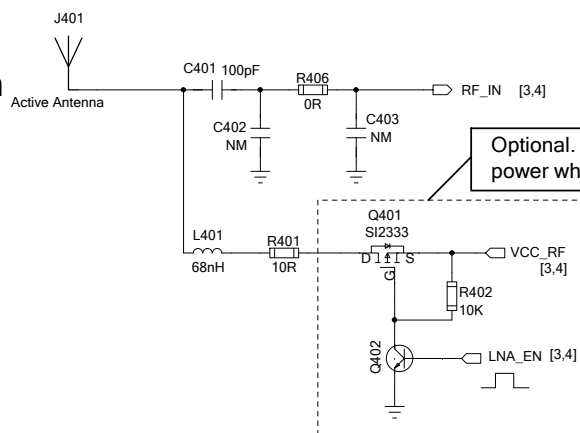 J401
Active Antenna
C401 100pF
R406
0R
RF_IN [3,4]
C402
NM
C403
NM
Optional.
power wh
Q401
SI2333
L401
68nH
R401
10R
D
S
G
VCC_RF
[3,4]
R402
10K
Q402
LNA_EN [3,4]